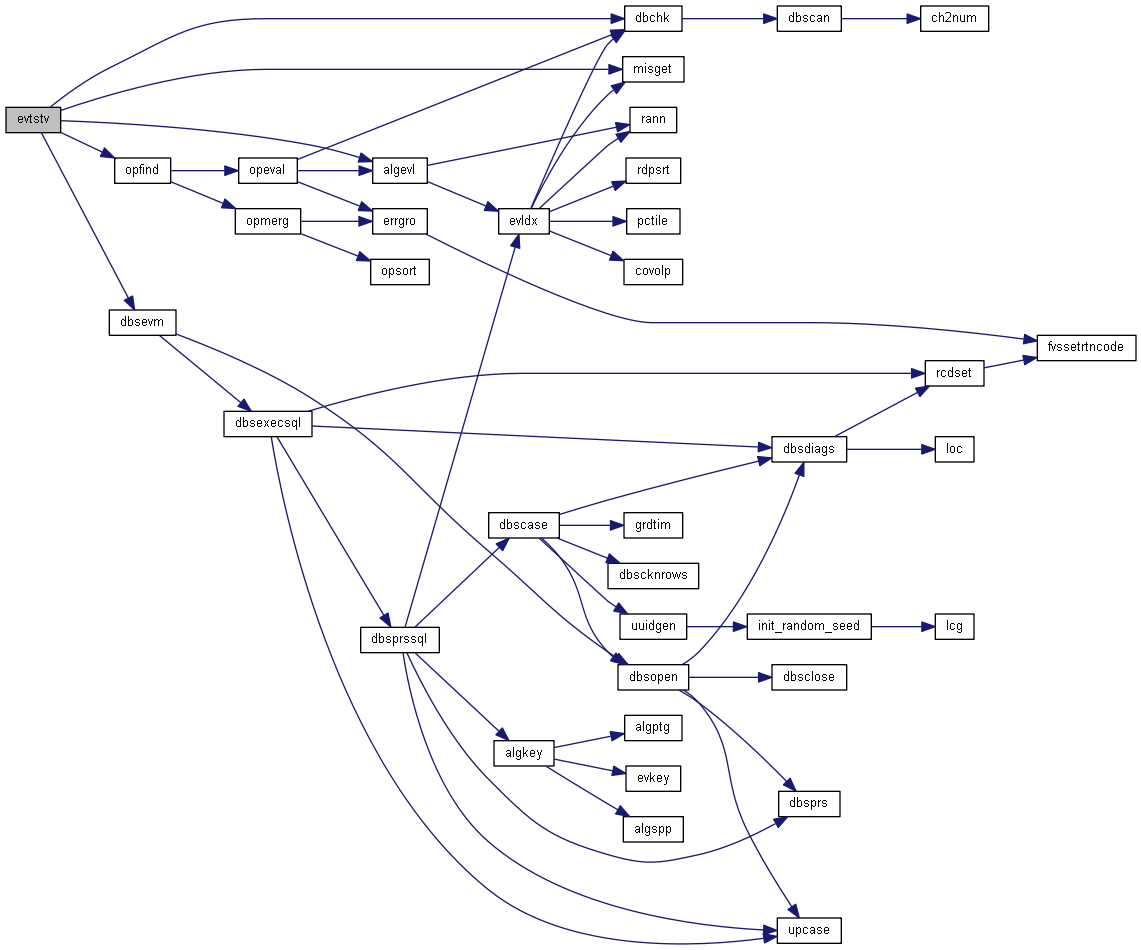 dbchk
dbscan
ch2num
misget
evtstv
rann
opfind
opeval
algevl
rdpsrt
opmerg
errgro
evldx
pctile
opsort
covolp
dbsevm
fvssetrtncode
rcdset
dbsexecsql
dbsdiags
loc
dbscase
grdtim
dbscknrows
uuidgen
init_random_seed
lcg
dbsprssql
dbsopen
dbsclose
algptg
algkey
evkey
dbsprs
algspp
upcase